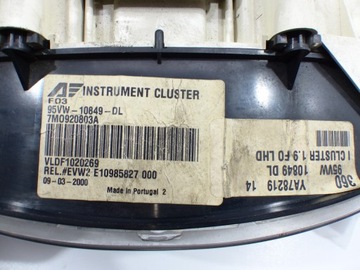 AF INSTRUMENT CLUSTER
F03
95VW-10849-DL
7M0920803A
VLDF1020269
REL.#EVW2 E10985827 000
09-03-2000
Made in Portugal 2
360 YA78219 14
95VW 10849 DL
I CLUSTER 1.9 FO LHD